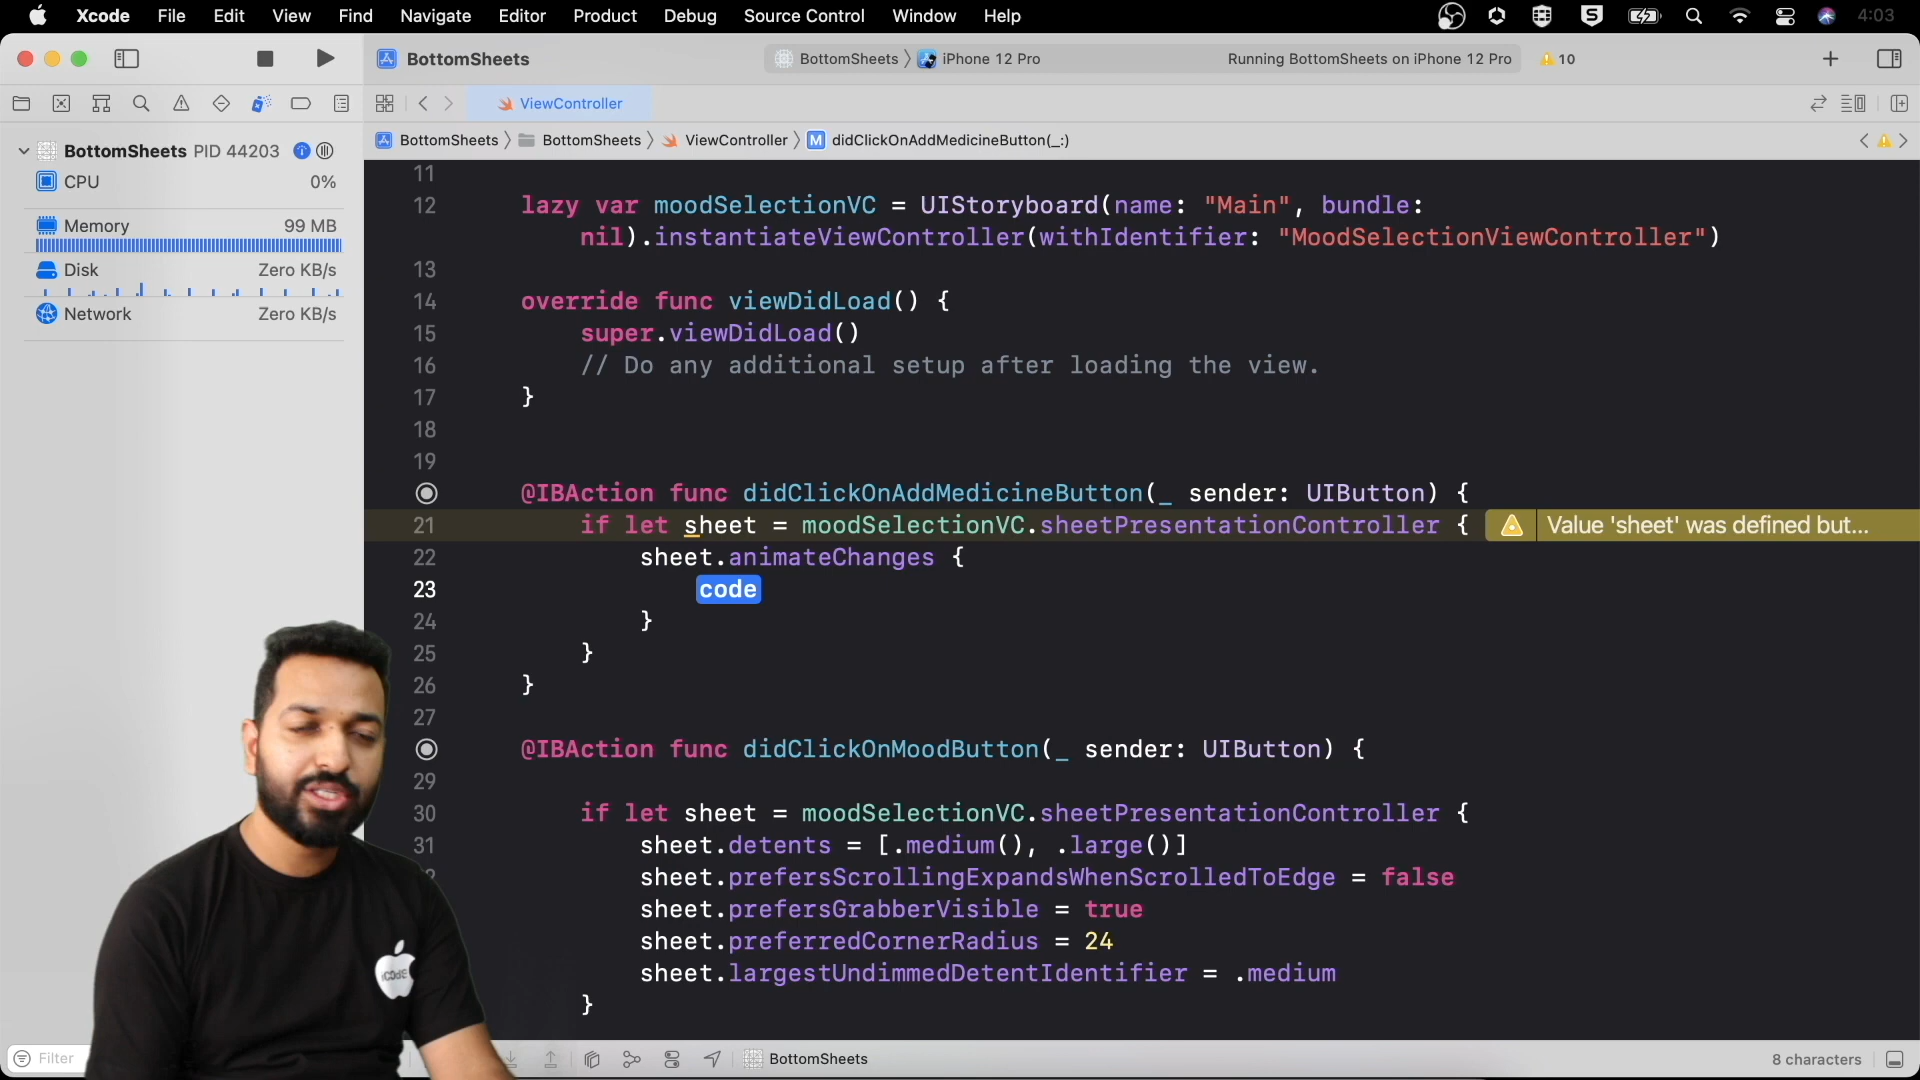 Xcode File Edit View Find Navigate Editor Product Debug Source Control Window Help 4:03
BottomSheets BottomSheets iPhone 12 Pro Running BottomSheets on iPhone 12 Pro 10
ViewController
BottomSheets BottomSheets ViewController M didClickOnAddMedicineButton(_:)
BottomSheets PID 44203
CPU 0%
Memory 99 MB
Disk Zero KB/s
Network Zero KB/s
11
12 lazy var moodSelectionVC = UIStoryboard(name: "Main", bundle:
nil).instantiateViewController(withIdentifier: "MoodSelectionViewController")
13
14 override func viewDidLoad() {
15 super.viewDidLoad()
16 // Do any additional setup after loading the view.
17 }
18
19
@IBAction func didClickOnAddMedicineButton(_ sender: UIButton) {
21 if let sheet = moodSelectionVC.sheetPresentationController { Value 'sheet' was defined but...
22 sheet.animateChanges {
23 code
24 }
25 }
26 }
27
@IBAction func didClickOnMoodButton(_ sender: UIButton) {
29
30 if let sheet = moodSelectionVC.sheetPresentationController {
31 sheet.detents = [.medium(), .large()]
sheet.prefersScrollingExpandsWhenScrolledToEdge = false
sheet.prefersGrabberVisible = true
sheet.preferredCornerRadius = 24
sheet.largestUndimmedDetentIdentifier = .medium
}
iCODE
Filter BottomSheets 8 characters